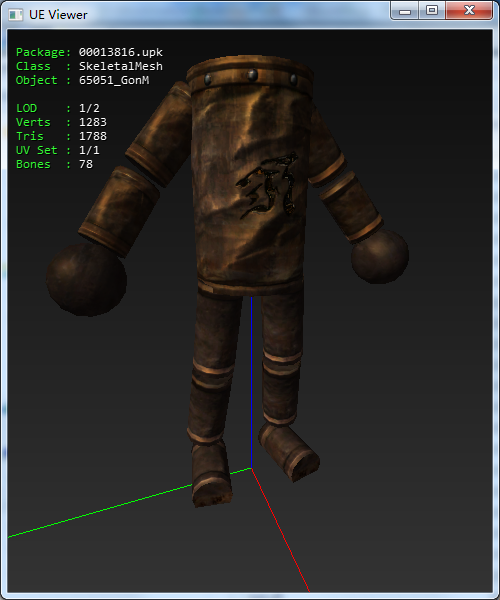 UE Viewer
Package: 00013816.upk
Class : SkeletalMesh
Object : 65051_GonM
LOD : 1/2
Verts : 1283
Tris : 1788
UV Set : 1/1
Bones : 78